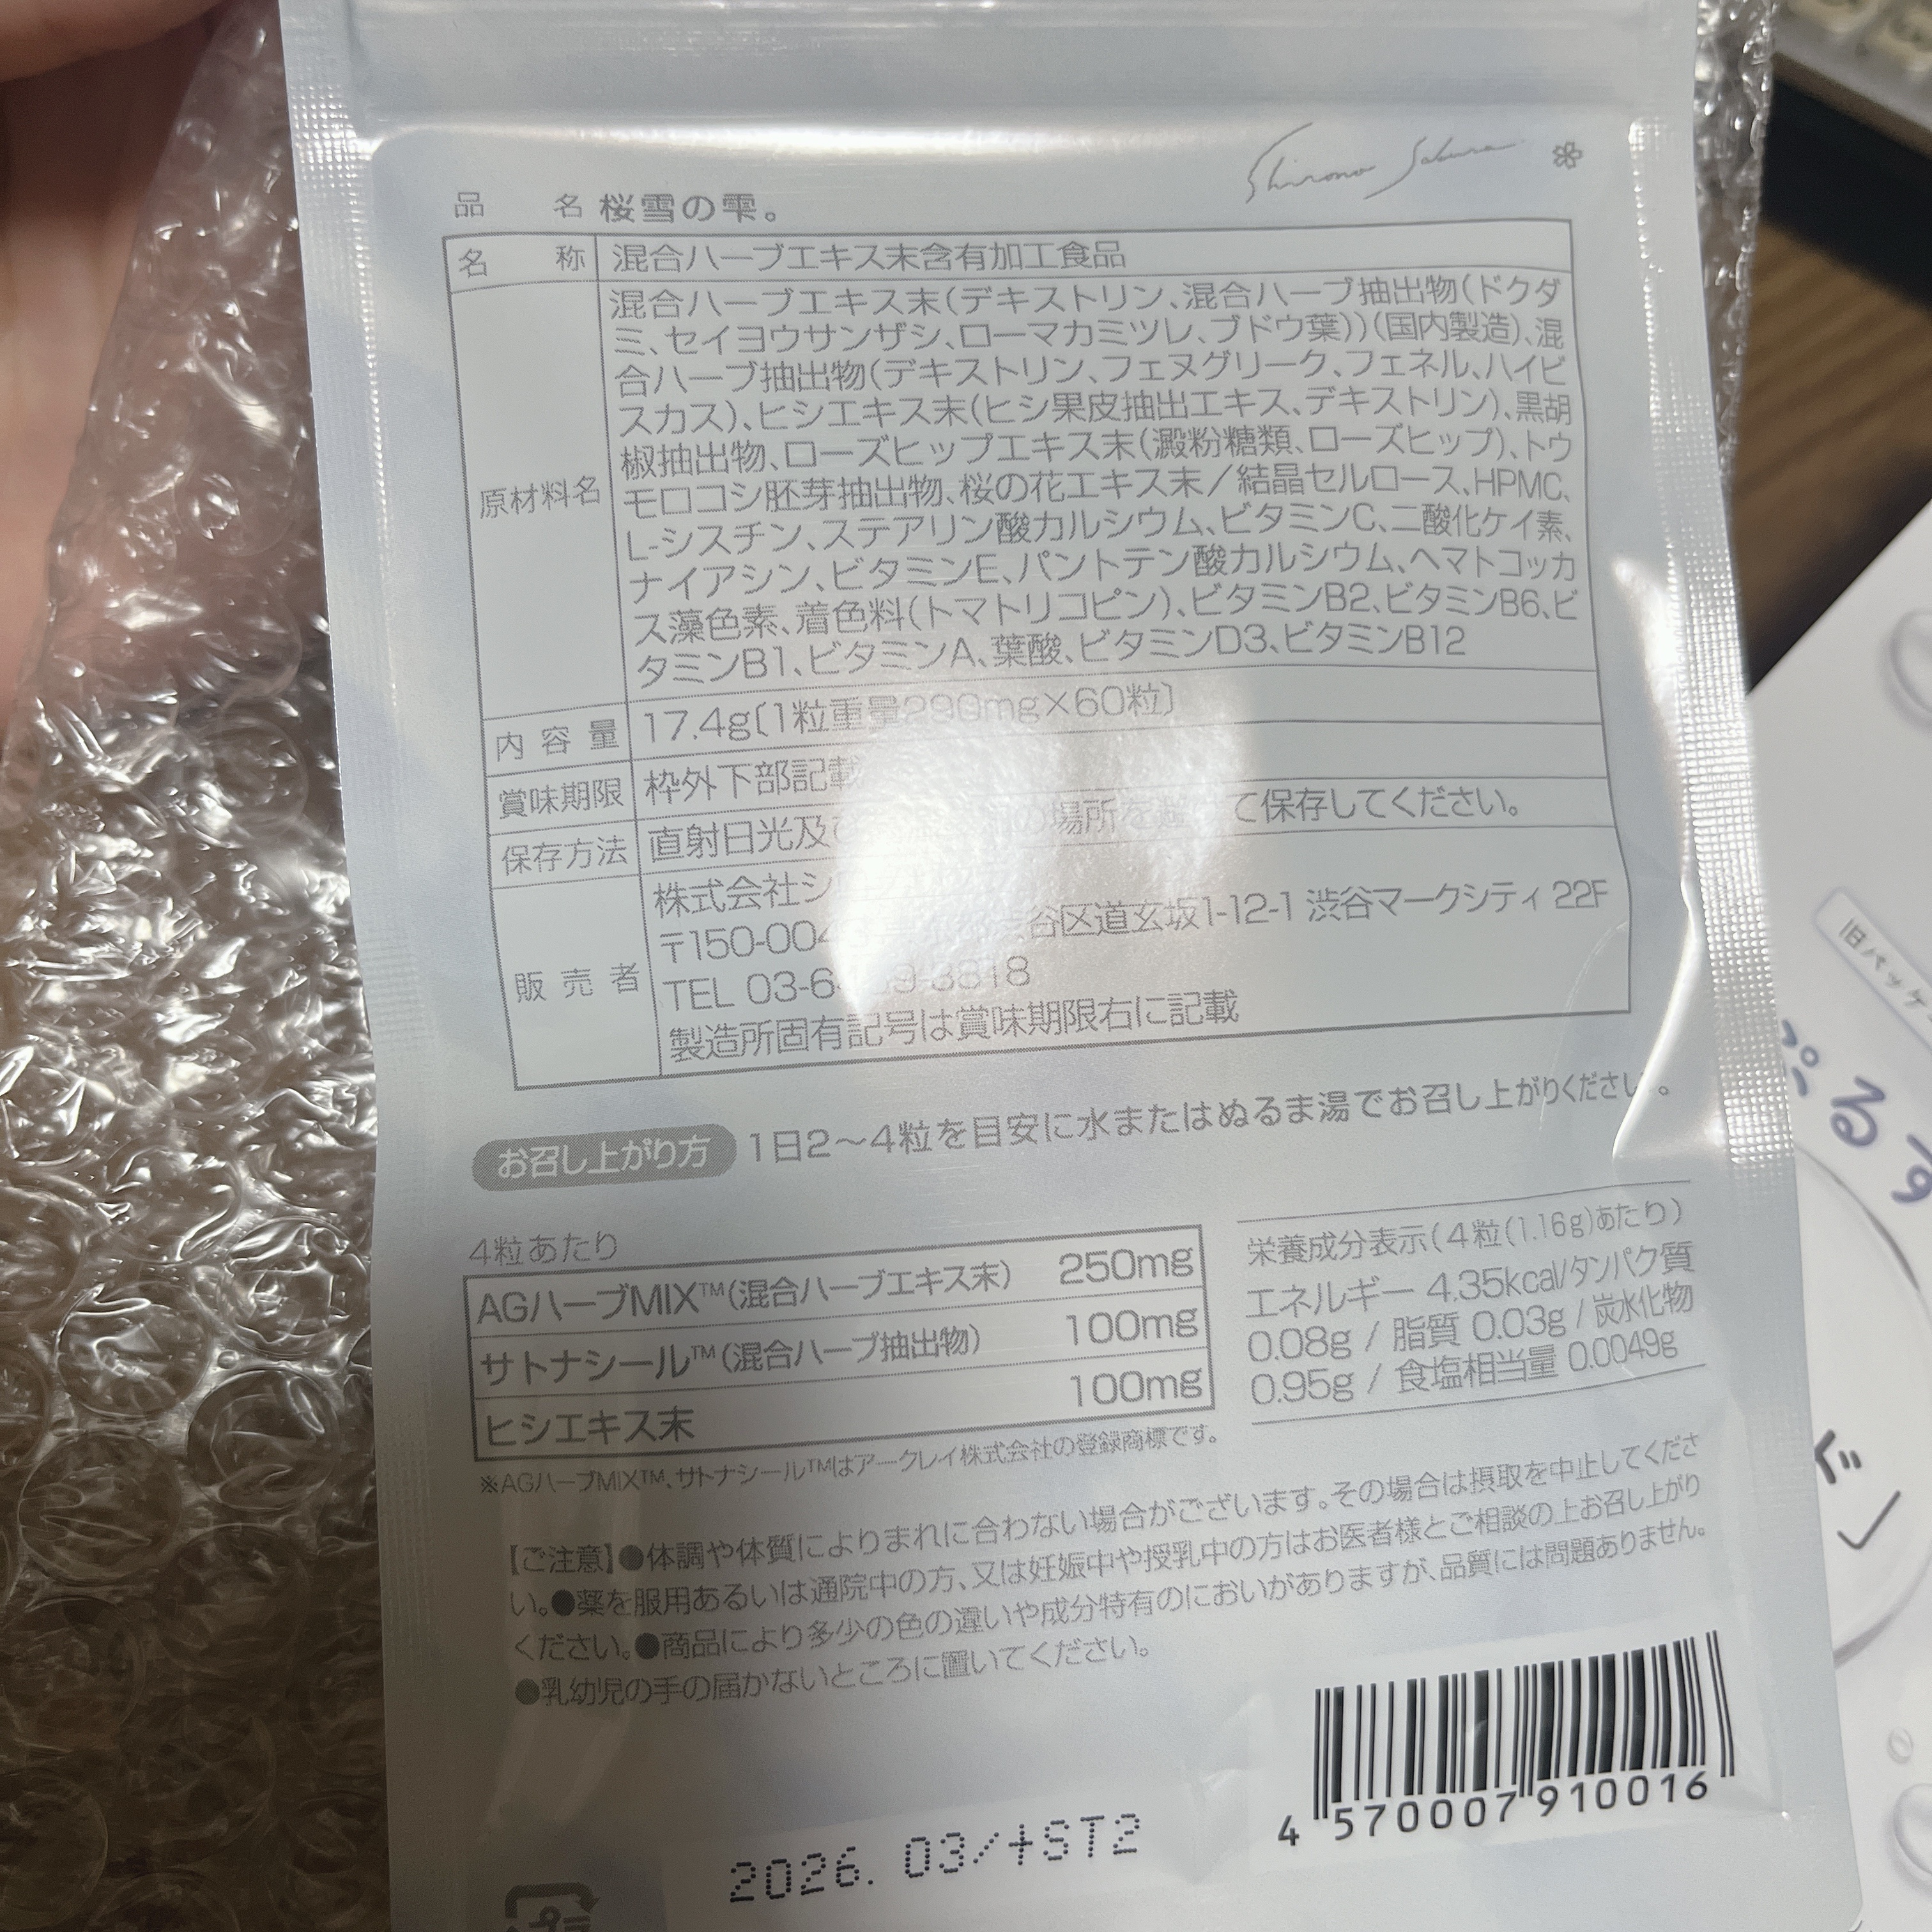 Shirono Sakura
品名 桜雪の雫。
名称 混合ハーブエキス末含有加工食品
原材料名
混合ハーブエキス末(デキストリン、混合ハーブ抽出物(ドクダ
ミ、セイヨウサンザシ、ローマカミツレ、ブドウ葉))(国内製造)、混
合ハーブ抽出物(デキストリン、フェヌグリーク、フェネル、ハイビ
スカス)、ヒシエキス末(ヒシ果皮抽出エキス、デキストリン)、黒胡
椒抽出物、ローズヒップエキス末(澱粉糖類、ローズヒップ)、トウ
モロコシ胚芽抽出物、桜の花エキス末/結晶セルロース、HPMC、
L-シスチン、ステアリン酸カルシウム、ビタミンC、二酸化ケイ素、
ナイアシン、ビタミンE、パントテン酸カルシウム、ヘマトコッカ
ス藻色素、着色料(トマトリコピン)、ビタミンB2、ビタミンB6、ビ
タミンB1、ビタミンA、葉酸、ビタミンD3、ビタミンB12
内容量 17.4g〔1粒重量290mg×60粒〕
賞味期限 枠外下部記載
保存方法 直射日光及び の場所を避けて保存してください。
販売者
株式会社シ
〒150-004 谷区道玄坂1-12-1 渋谷マークシティ 22F
TEL 03-6 9-3818
製造所固有記号は賞味期限右に記載
お召し上がり方 1日2〜4粒を目安に水またはぬるま湯でお召し上がりください。
4粒あたり
AGハーブMIX™(混合ハーブエキス末) 250mg
サトナシール™(混合ハーブ抽出物) 100mg
ヒシエキス末 100mg
※AGハーブMIX™、サトナシール™はアークレイ株式会社の登録商標です。
栄養成分表示(4粒(1.16g)あたり)
エネルギー 4.35kcal/タンパク質
0.08g / 脂質 0.03g / 炭水化物
0.95g / 食塩相当量 0.0049g
【ご注意】●体調や体質によりまれに合わない場合がございます。その場合は摂取を中止してくださ
い。●薬を服用あるいは通院中の方、又は妊娠中や授乳中の方はお医者様とご相談の上お召し上がり
ください。●商品により多少の色の違いや成分特有のにおいがありますが、品質には問題ありません。
●乳幼児の手の届かないところに置いてください。
4 570007 910016
2026. 03/+ST2
旧パッケ
ぷるす